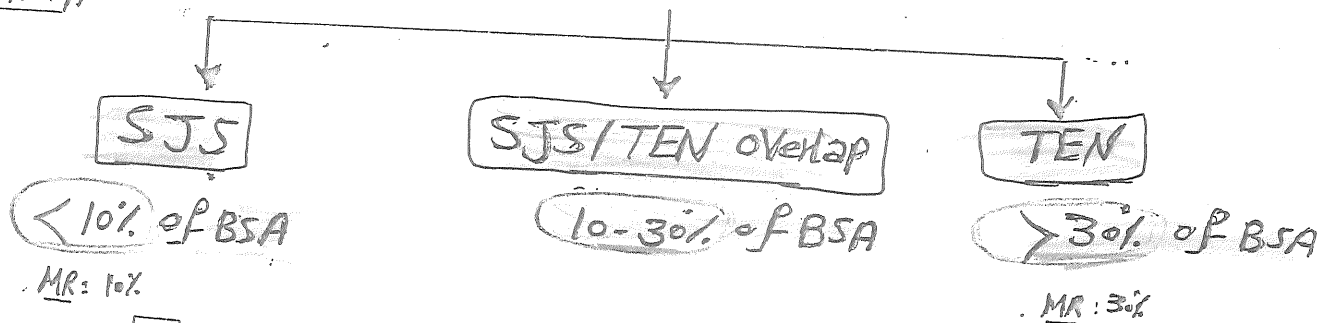 SJS
SJS/TEN overlap
TEN
<10% of BSA
10-30% of BSA
>30% of BSA
MR: 10%
MR: 30%